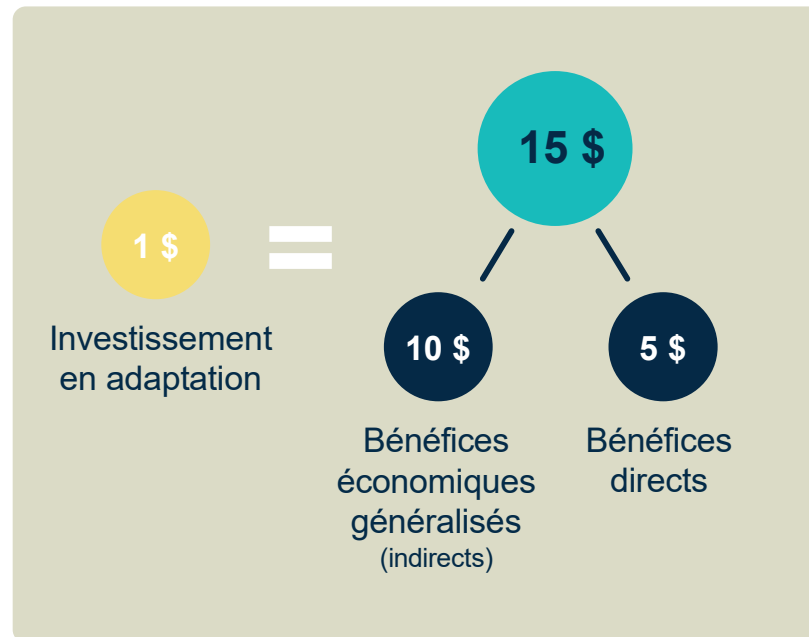 1 $
=
Investissement
en adaptation
15 $
10 $
Bénéfices
économiques
généralisés
(indirects)
5 $
Bénéfices
directs